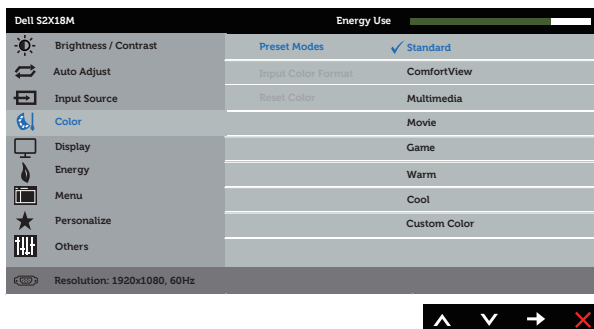 Dell S2X18M Energy Use
Brightness / Contrast Preset Modes Standard
Auto Adjust Input Color Format ComfortView
Input Source Reset Color Multimedia
Color Movie
Display Game
Energy Warm
Menu Cool
Personalize Custom Color
Others
Resolution: 1920x1080, 60Hz